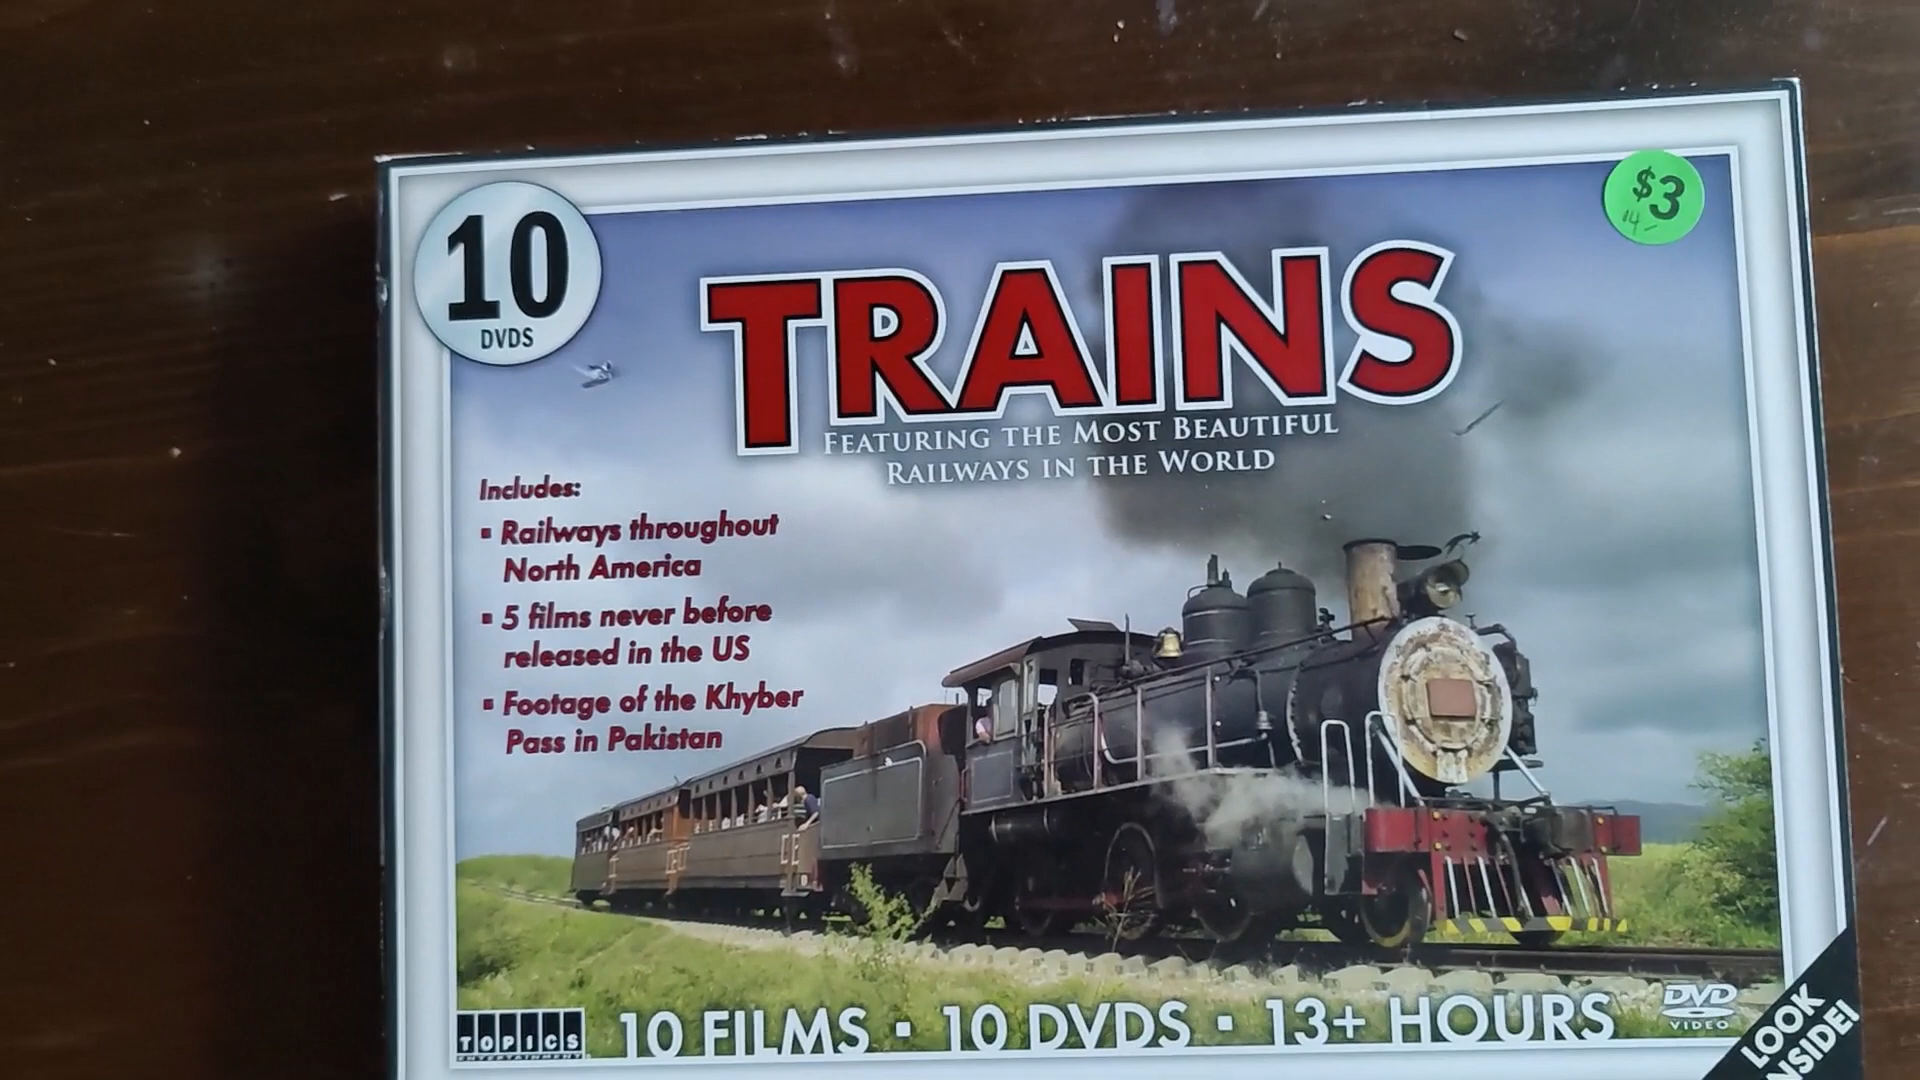 10
DVDS
$3
14-
TRAINS
FEATURING THE MOST BEAUTIFUL
RAILWAYS IN THE WORLD
Includes:
▪ Railways throughout
North America
▪ 5 films never before
released in the US
▪ Footage of the Khyber
Pass in Pakistan
TOPICS
ENTERTAINMENT
10 FILMS ▪ 10 DVDS ▪ 13+ HOURS
DVD
VIDEO
LOOK
INSIDE!